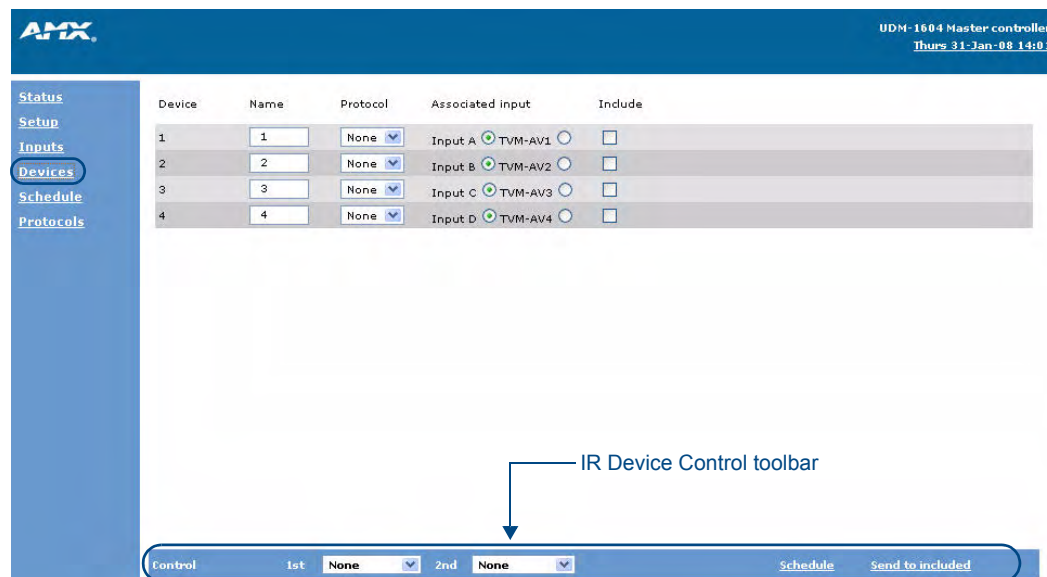 AMX
UDM-1604 Master controller
Thurs 31-Jan-08 14:0
Status
Setup
Inputs
Devices
Schedule
Protocols
Device Name Protocol Associated input Include
1 1 None Input A TVM-AV1
2 2 None Input B TVM-AV2
3 3 None Input C TVM-AV3
4 4 None Input D TVM-AV4
IR Device Control toolbar
Control 1st None 2nd None Schedule Send to included